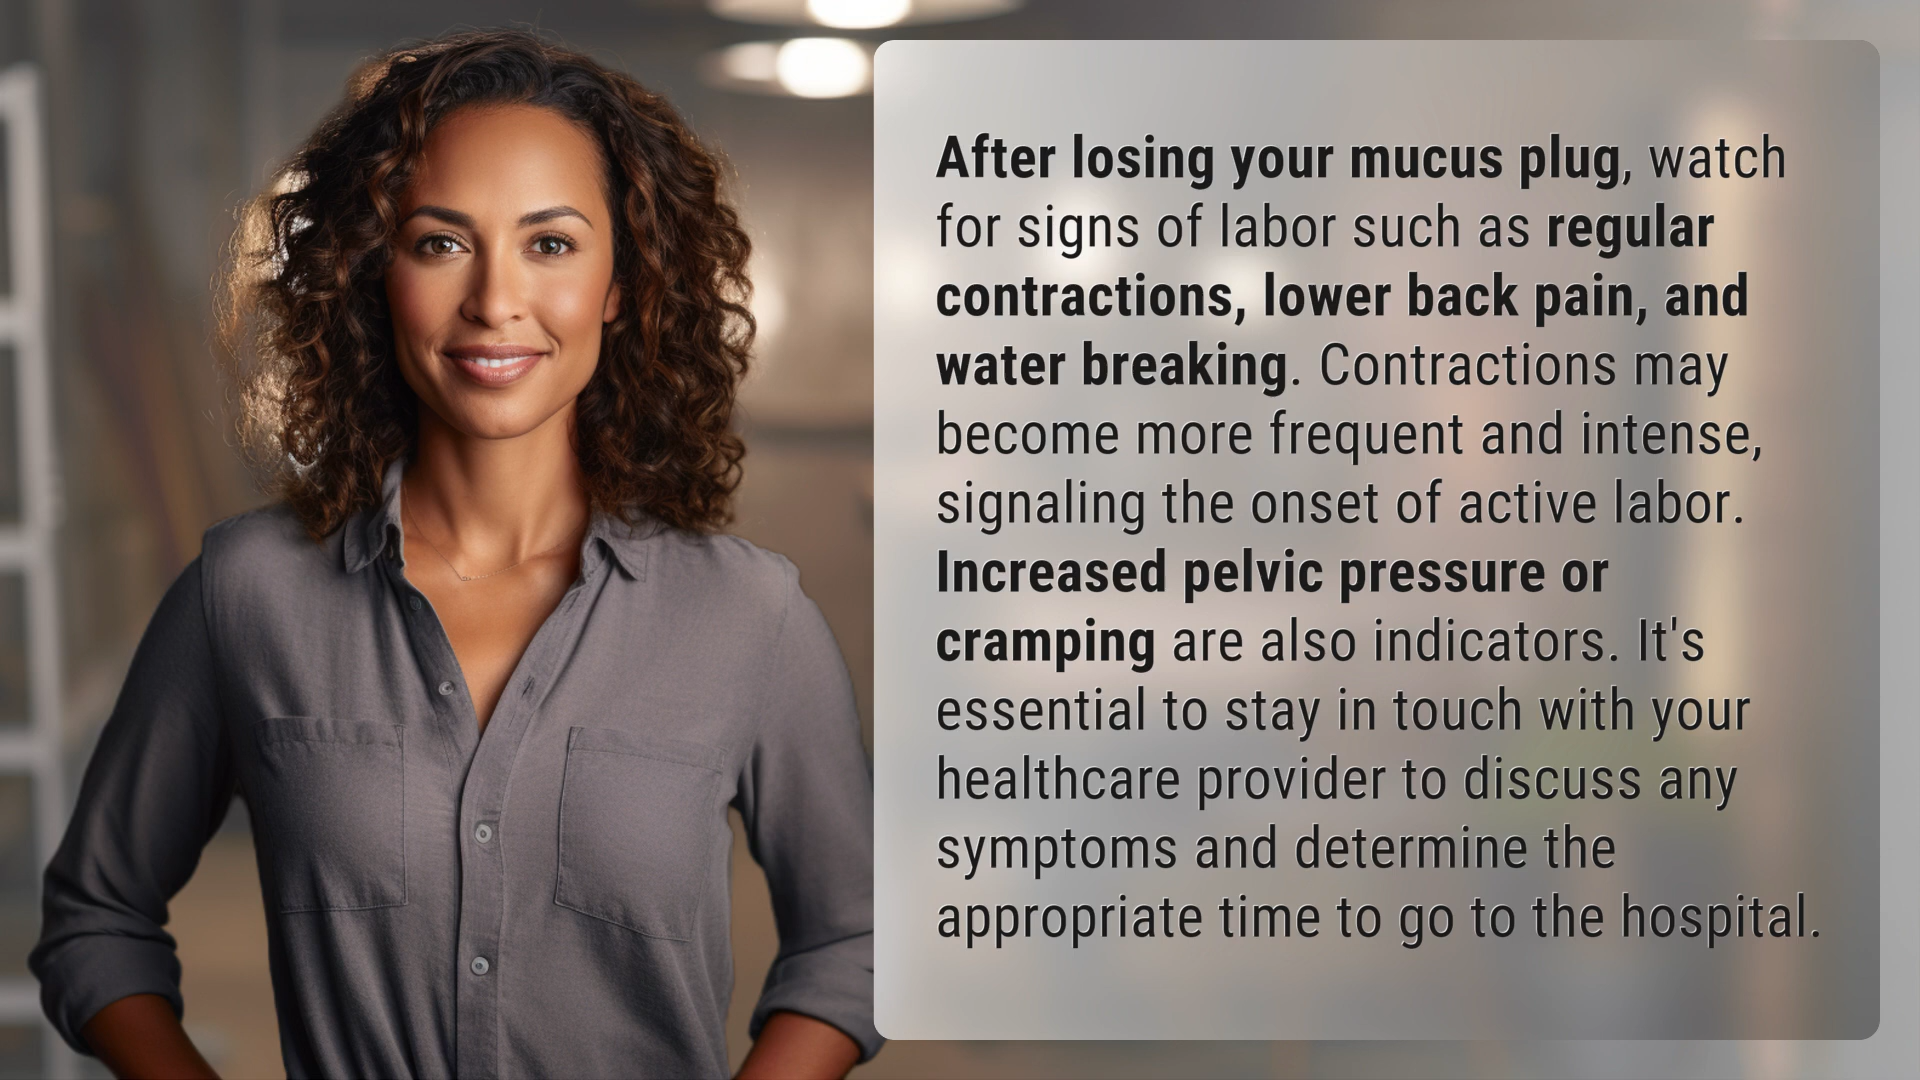 After losing your mucus plug, watch
for signs of labor such as regular
contractions, lower back pain, and
water breaking. Contractions may
become more frequent and intense,
signaling the onset of active labor.
Increased pelvic pressure or
cramping are also indicators. It's
essential to stay in touch with your
healthcare provider to discuss any
symptoms and determine the
appropriate time to go to the hospital.